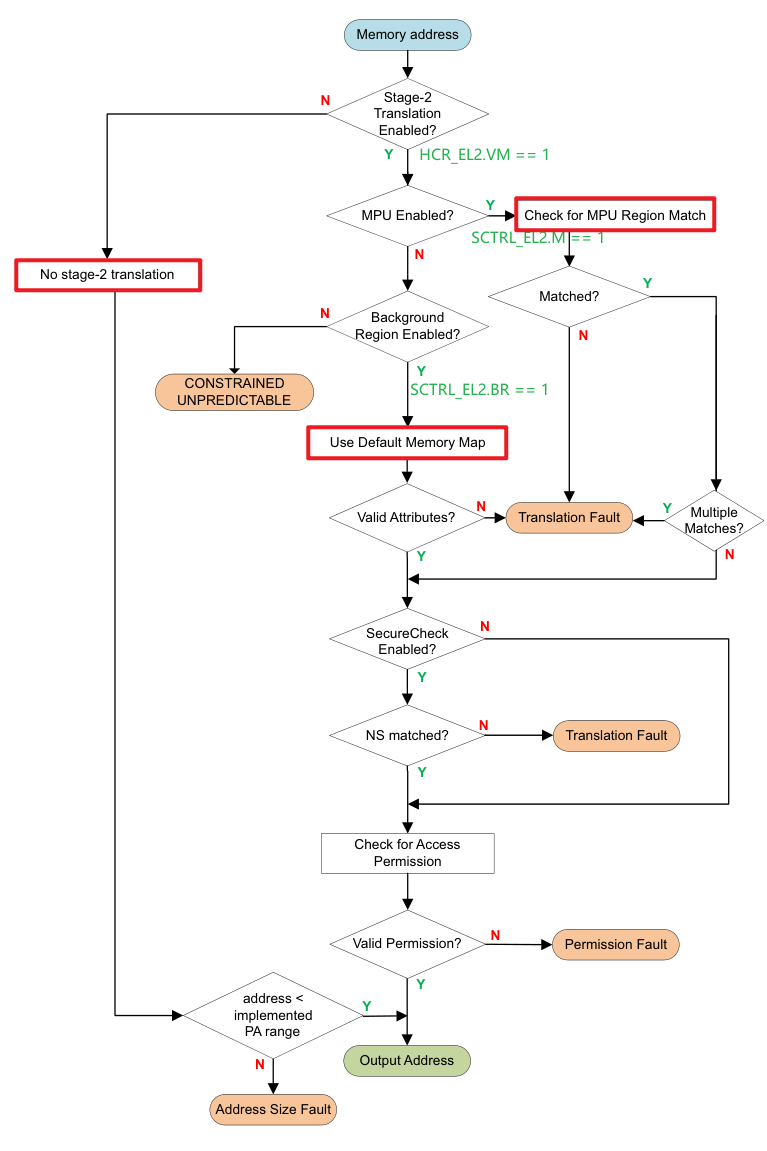 Memory address
Stage-2
Translation
Enabled?
N
Y
HCR_EL2.VM == 1
MPU Enabled?
Y
Check for MPU Region Match
SCTRL_EL2.M == 1
N
No stage-2 translation
Matched?
Y
N
Background
Region Enabled?
N
Y
CONSTRAINED
UNPREDICTABLE
SCTRL_EL2.BR == 1
Use Default Memory Map
Valid Attributes?
N
Y
Translation Fault
Y
Multiple
Matches?
N
SecureCheck
Enabled?
N
Y
NS matched?
N
Translation Fault
Y
Check for Access
Permission
Valid Permission?
N
Permission Fault
Y
address <
implemented
PA range
Y
N
Output Address
Address Size Fault